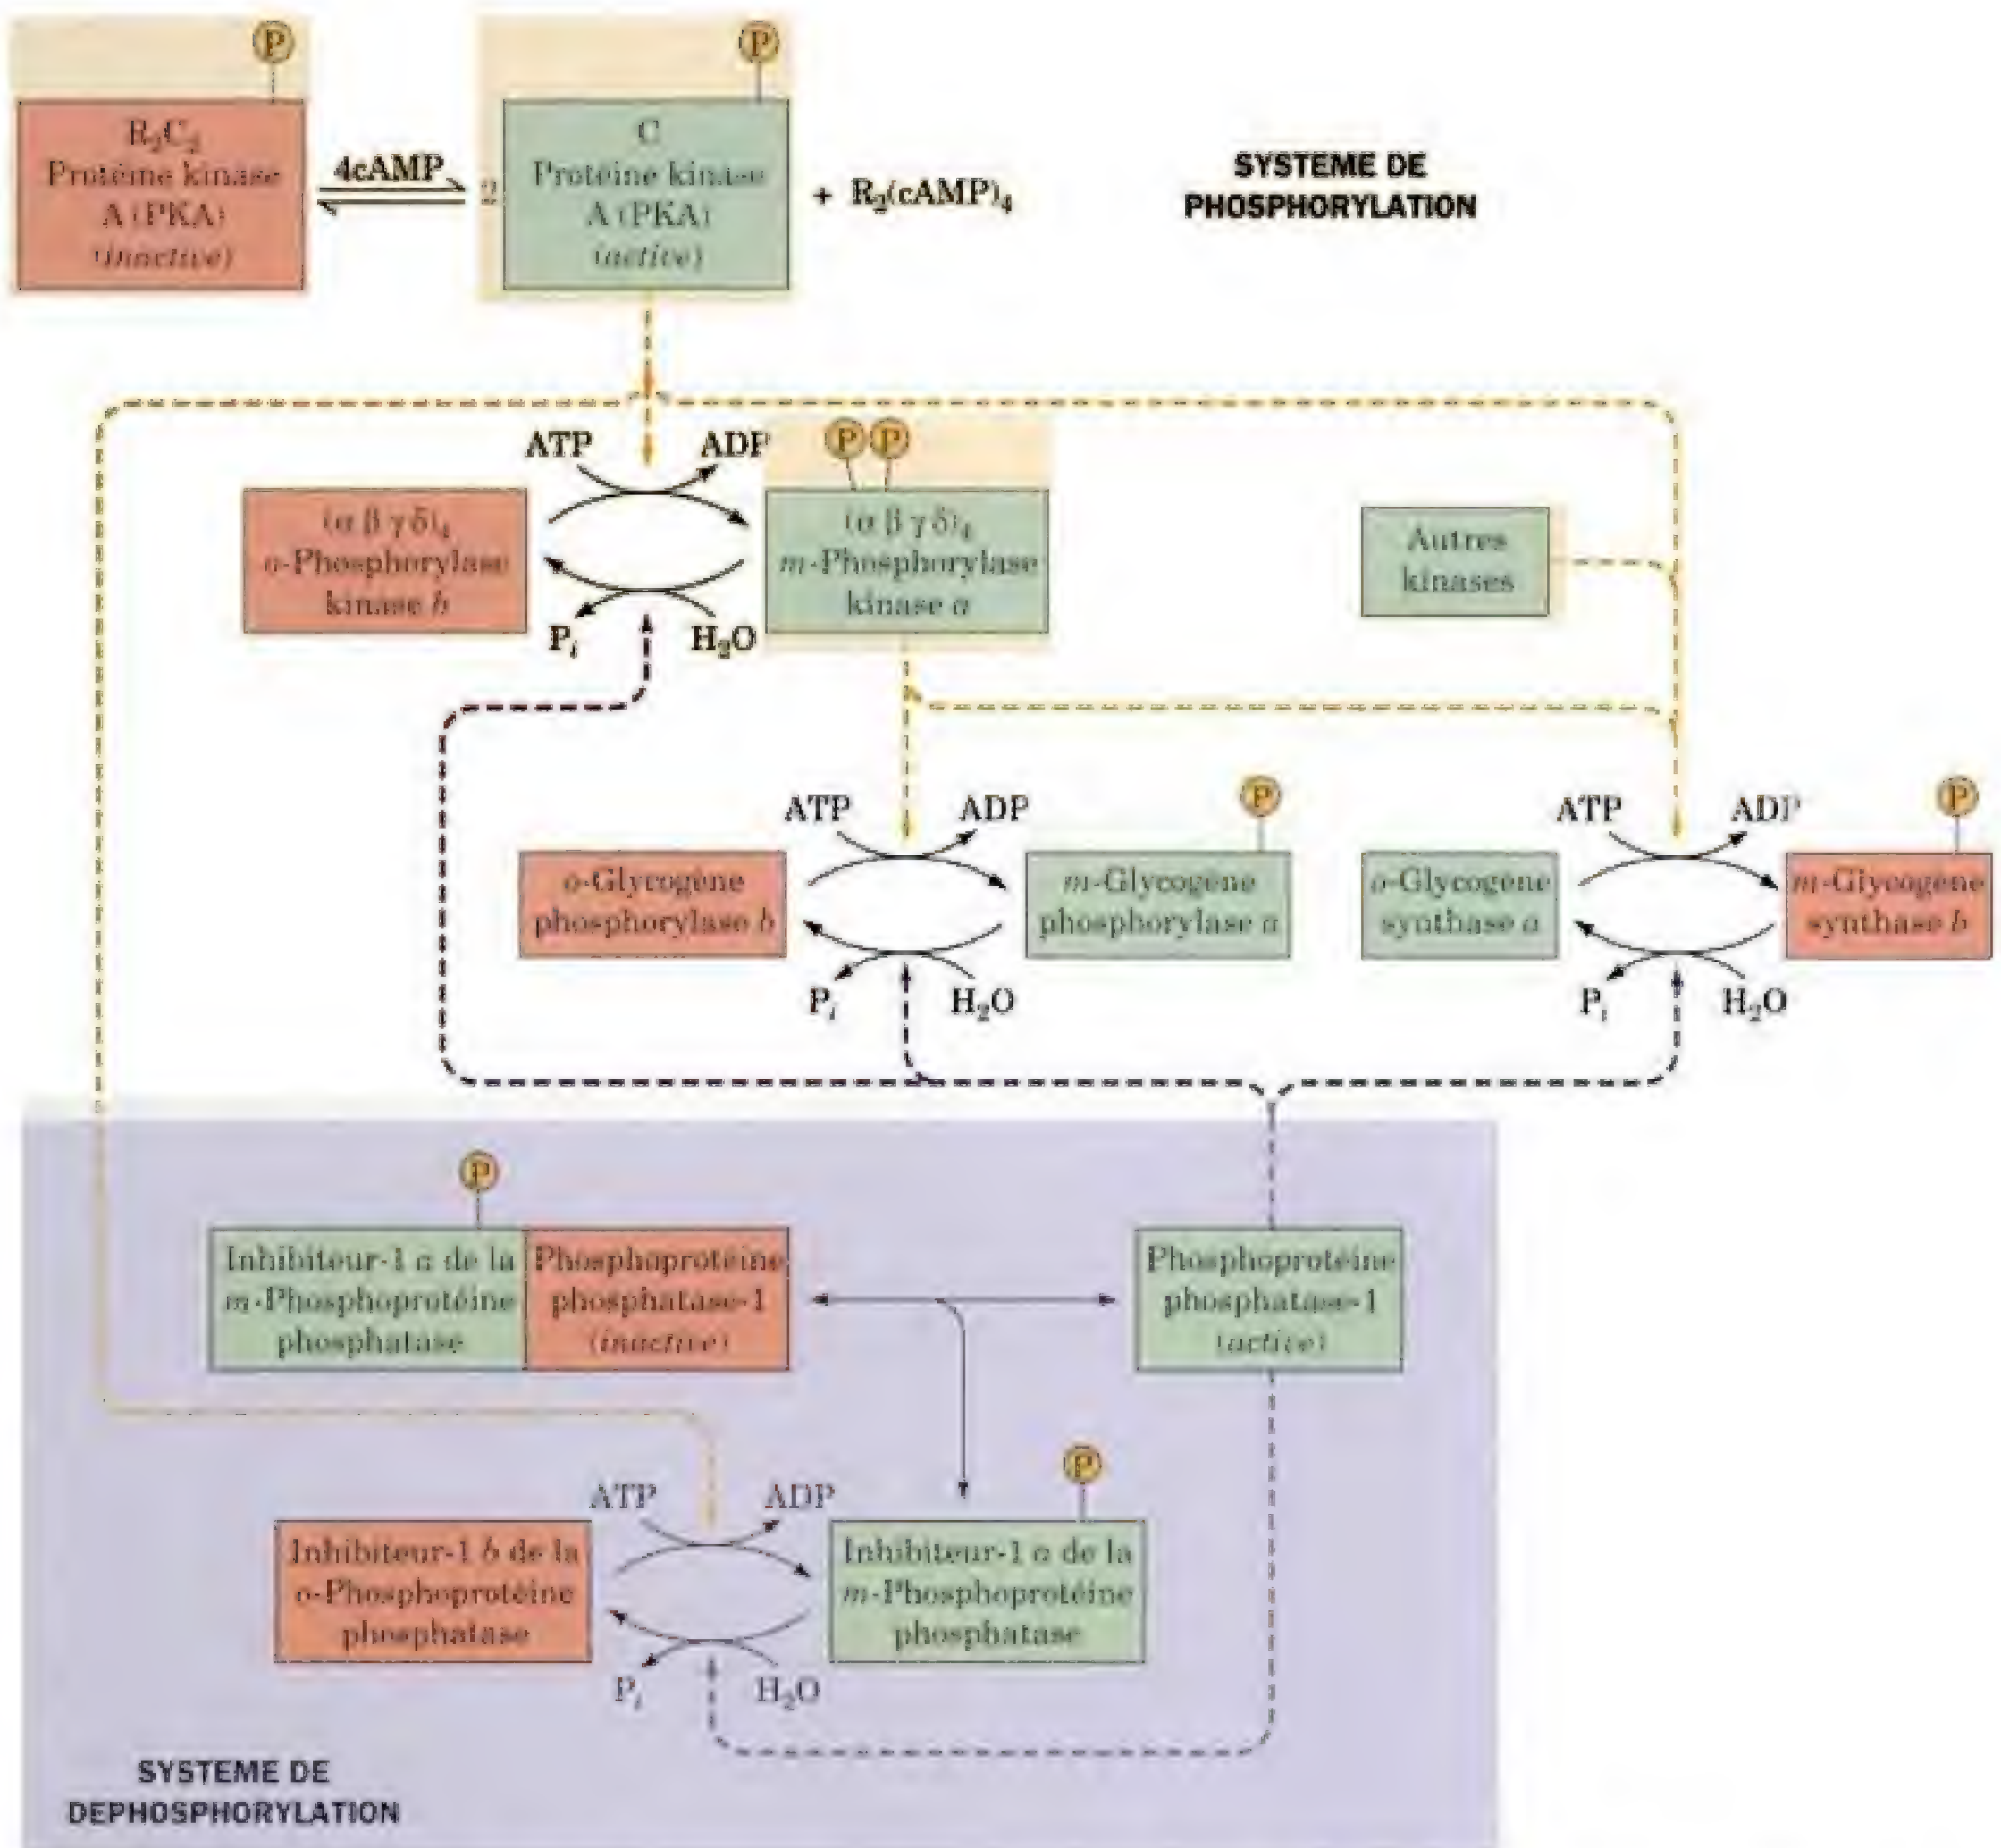 P
P
R₂C₂
Protéine kinase
A (PKA)
(inactive)
4cAMP
2
C
Protéine kinase
A (PKA)
(active)
+ R₂(cAMP)₄
SYSTEME DE
PHOSPHORYLATION
ATP
ADP
P P
(α β γ δ)₄
o-Phosphorylase
kinase b
(α β γ δ)₄
m-Phosphorylase
kinase a
Pi
H₂O
Autres
kinases
ATP
ADP
P
ATP
ADP
P
o-Glycogène
phosphorylase b
m-Glycogène
phosphorylase a
o-Glycogène
synthase a
m-Glycogène
synthase b
Pi
H₂O
Pi
H₂O
P
Inhibiteur-1 a de la
m-Phosphoprotéine
phosphatase
Phosphoprotéine
phosphatase-1
(inactive)
Phosphoprotéine
phosphatase-1
(active)
ATP
ADP
P
Inhibiteur-1 b de la
o-Phosphoprotéine
phosphatase
Inhibiteur-1 a de la
m-Phosphoprotéine
phosphatase
Pi
H₂O
SYSTEME DE
DEPHOSPHORYLATION